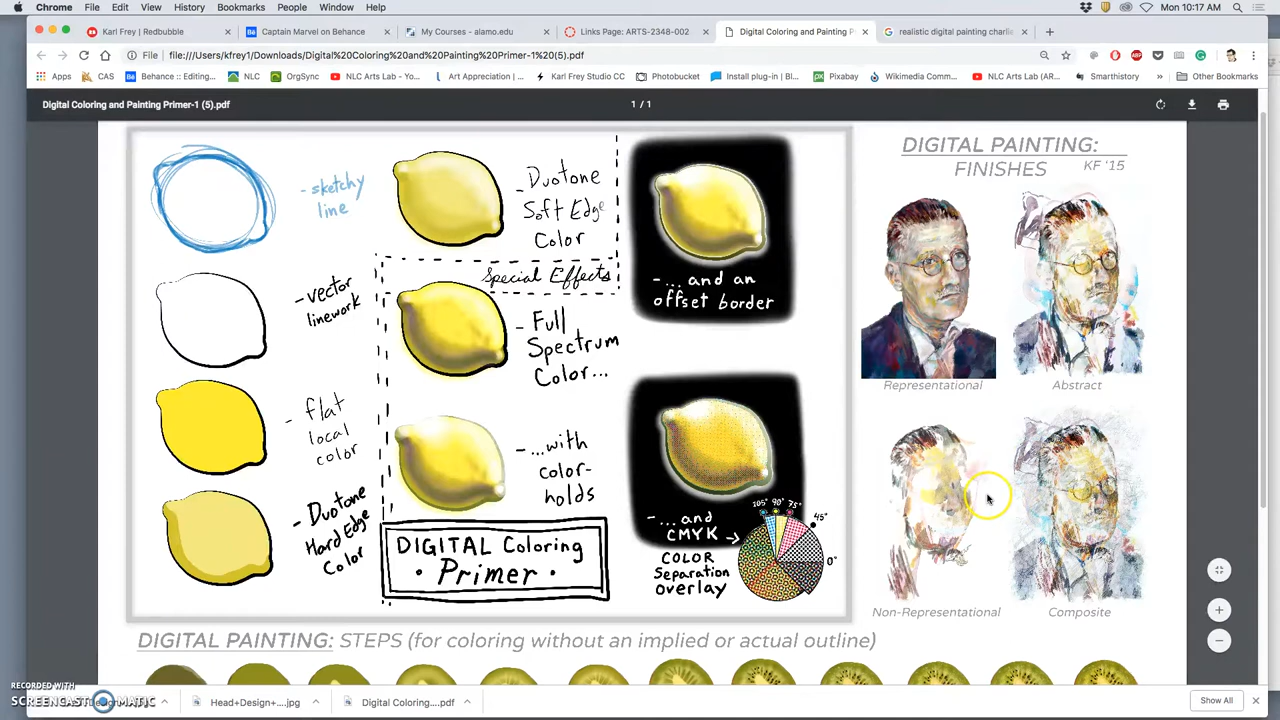 Chrome File Edit View History Bookmarks People Window Help Mon 10:17 AM
Karl Frey | Redbubble
Captain Marvel on Behance
My Courses - alamo.edu
Links Page: ARTS-2348-001: Di
Digital Coloring and Painting P
realistic digital painting charlie
File file:///Users/kfrey1/Downloads/Digital%20Coloring%20and%20Painting%20Primer-1%20(5).pdf
Apps CAS Behance :: Editing... NLC OrgSync NLC Arts Lab - Yo... Art Appreciation |... Karl Frey Studio CC Photobucket Install plug-in | Bo... Pixabay Wikimedia Comm... NLC Arts Lab (AR... Smarthistory » Other Bookmarks
Digital Coloring and Painting Primer-1 (5).pdf
1 / 1
- sketchy
line
- vector
linework
- flat
local
color
- Duotone
Hard Edge
Color
- Duotone
Soft Edge
Color
Special Effects
- Full
Spectrum
Color...
- ...with
color-
holds
DIGITAL Coloring
• Primer •
- ...and an
offset border
- ...and
CMYK →
COLOR
Separation
overlay
105° 90° 75°
45°
0°
DIGITAL PAINTING:
FINISHES KF '15
Representational
Abstract
Non-Representational
Composite
DIGITAL PAINTING: STEPS (for coloring without an implied or actual outline)
RECORDED WITH
SCREENCAST MATIC
Head+Design+....jpg
Digital Coloring....pdf
Show All